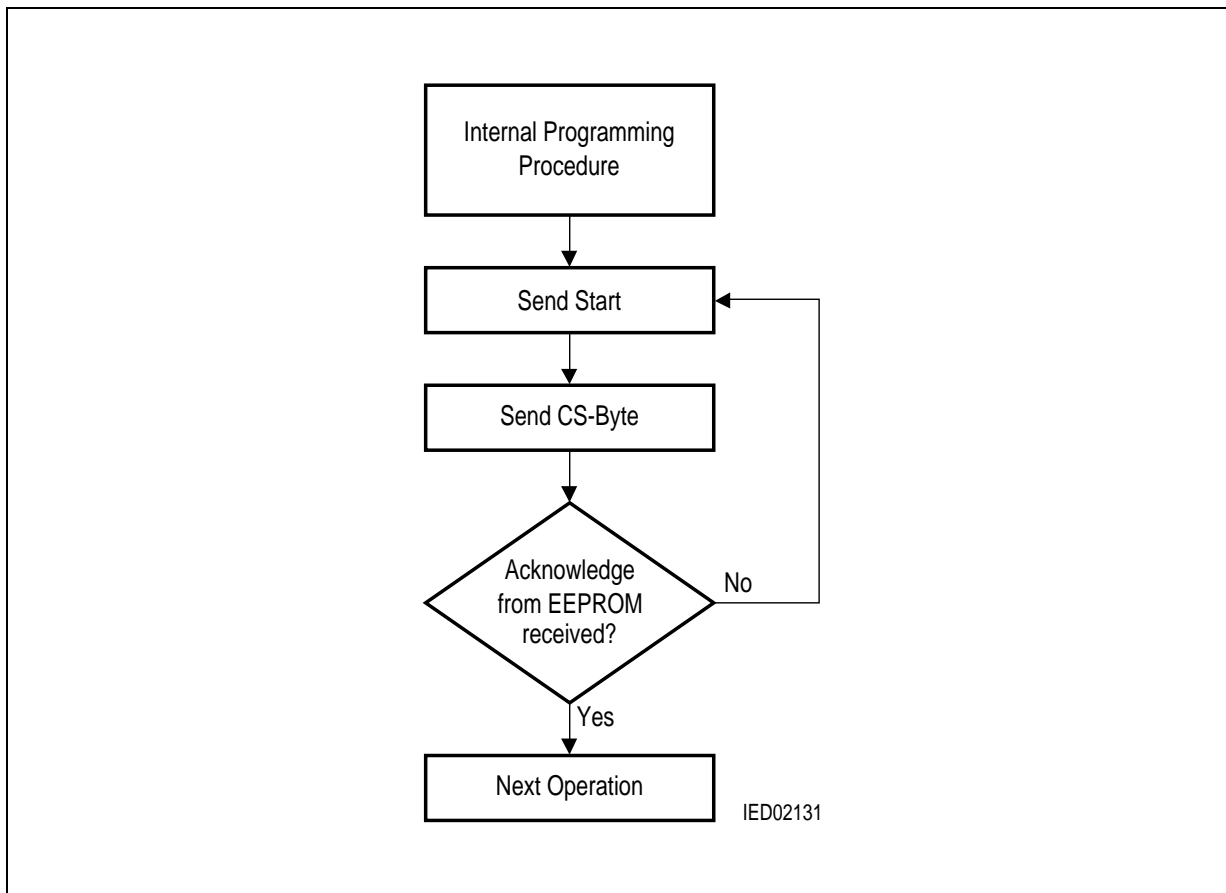 Internal Programming
Procedure
Send Start
Send CS-Byte
Acknowledge
from EEPROM
received?
No
Yes
Next Operation
IED02131